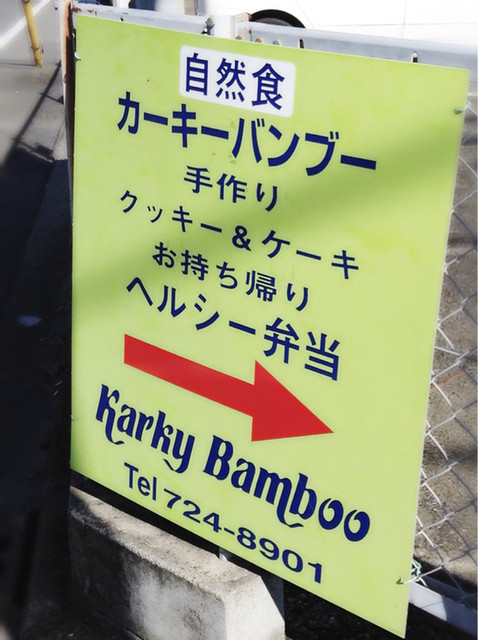 自然食
カーキーバンブー
手作り
クッキー&ケーキ
お持ち帰り
ヘルシー弁当
Karky Bamboo
Tel 724-8901